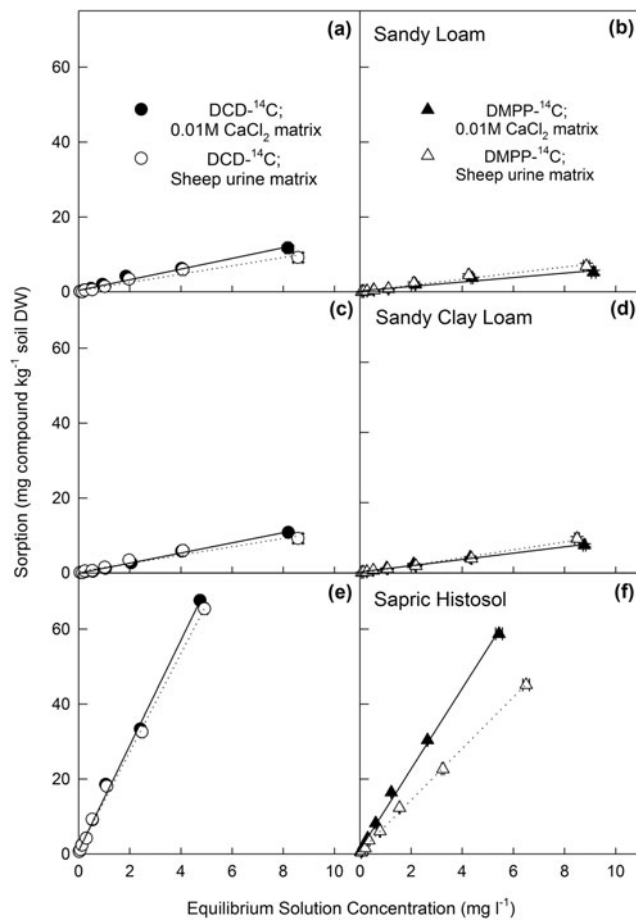 (a)
Sandy Loam
(b)
60
DCD-¹⁴C;
0.01M CaCl₂ matrix
DCD-¹⁴C;
Sheep urine matrix
DMPP-¹⁴C;
0.01M CaCl₂ matrix
DMPP-¹⁴C;
Sheep urine matrix
40
20
0
(c)
Sandy Clay Loam
(d)
60
40
20
0
(e)
Sapric Histosol
(f)
60
40
20
0
Sorption (mg compound kg⁻¹ soil DW)
0 2 4 6 8 10
0 2 4 6 8 10
Equilibrium Solution Concentration (mg l⁻¹)